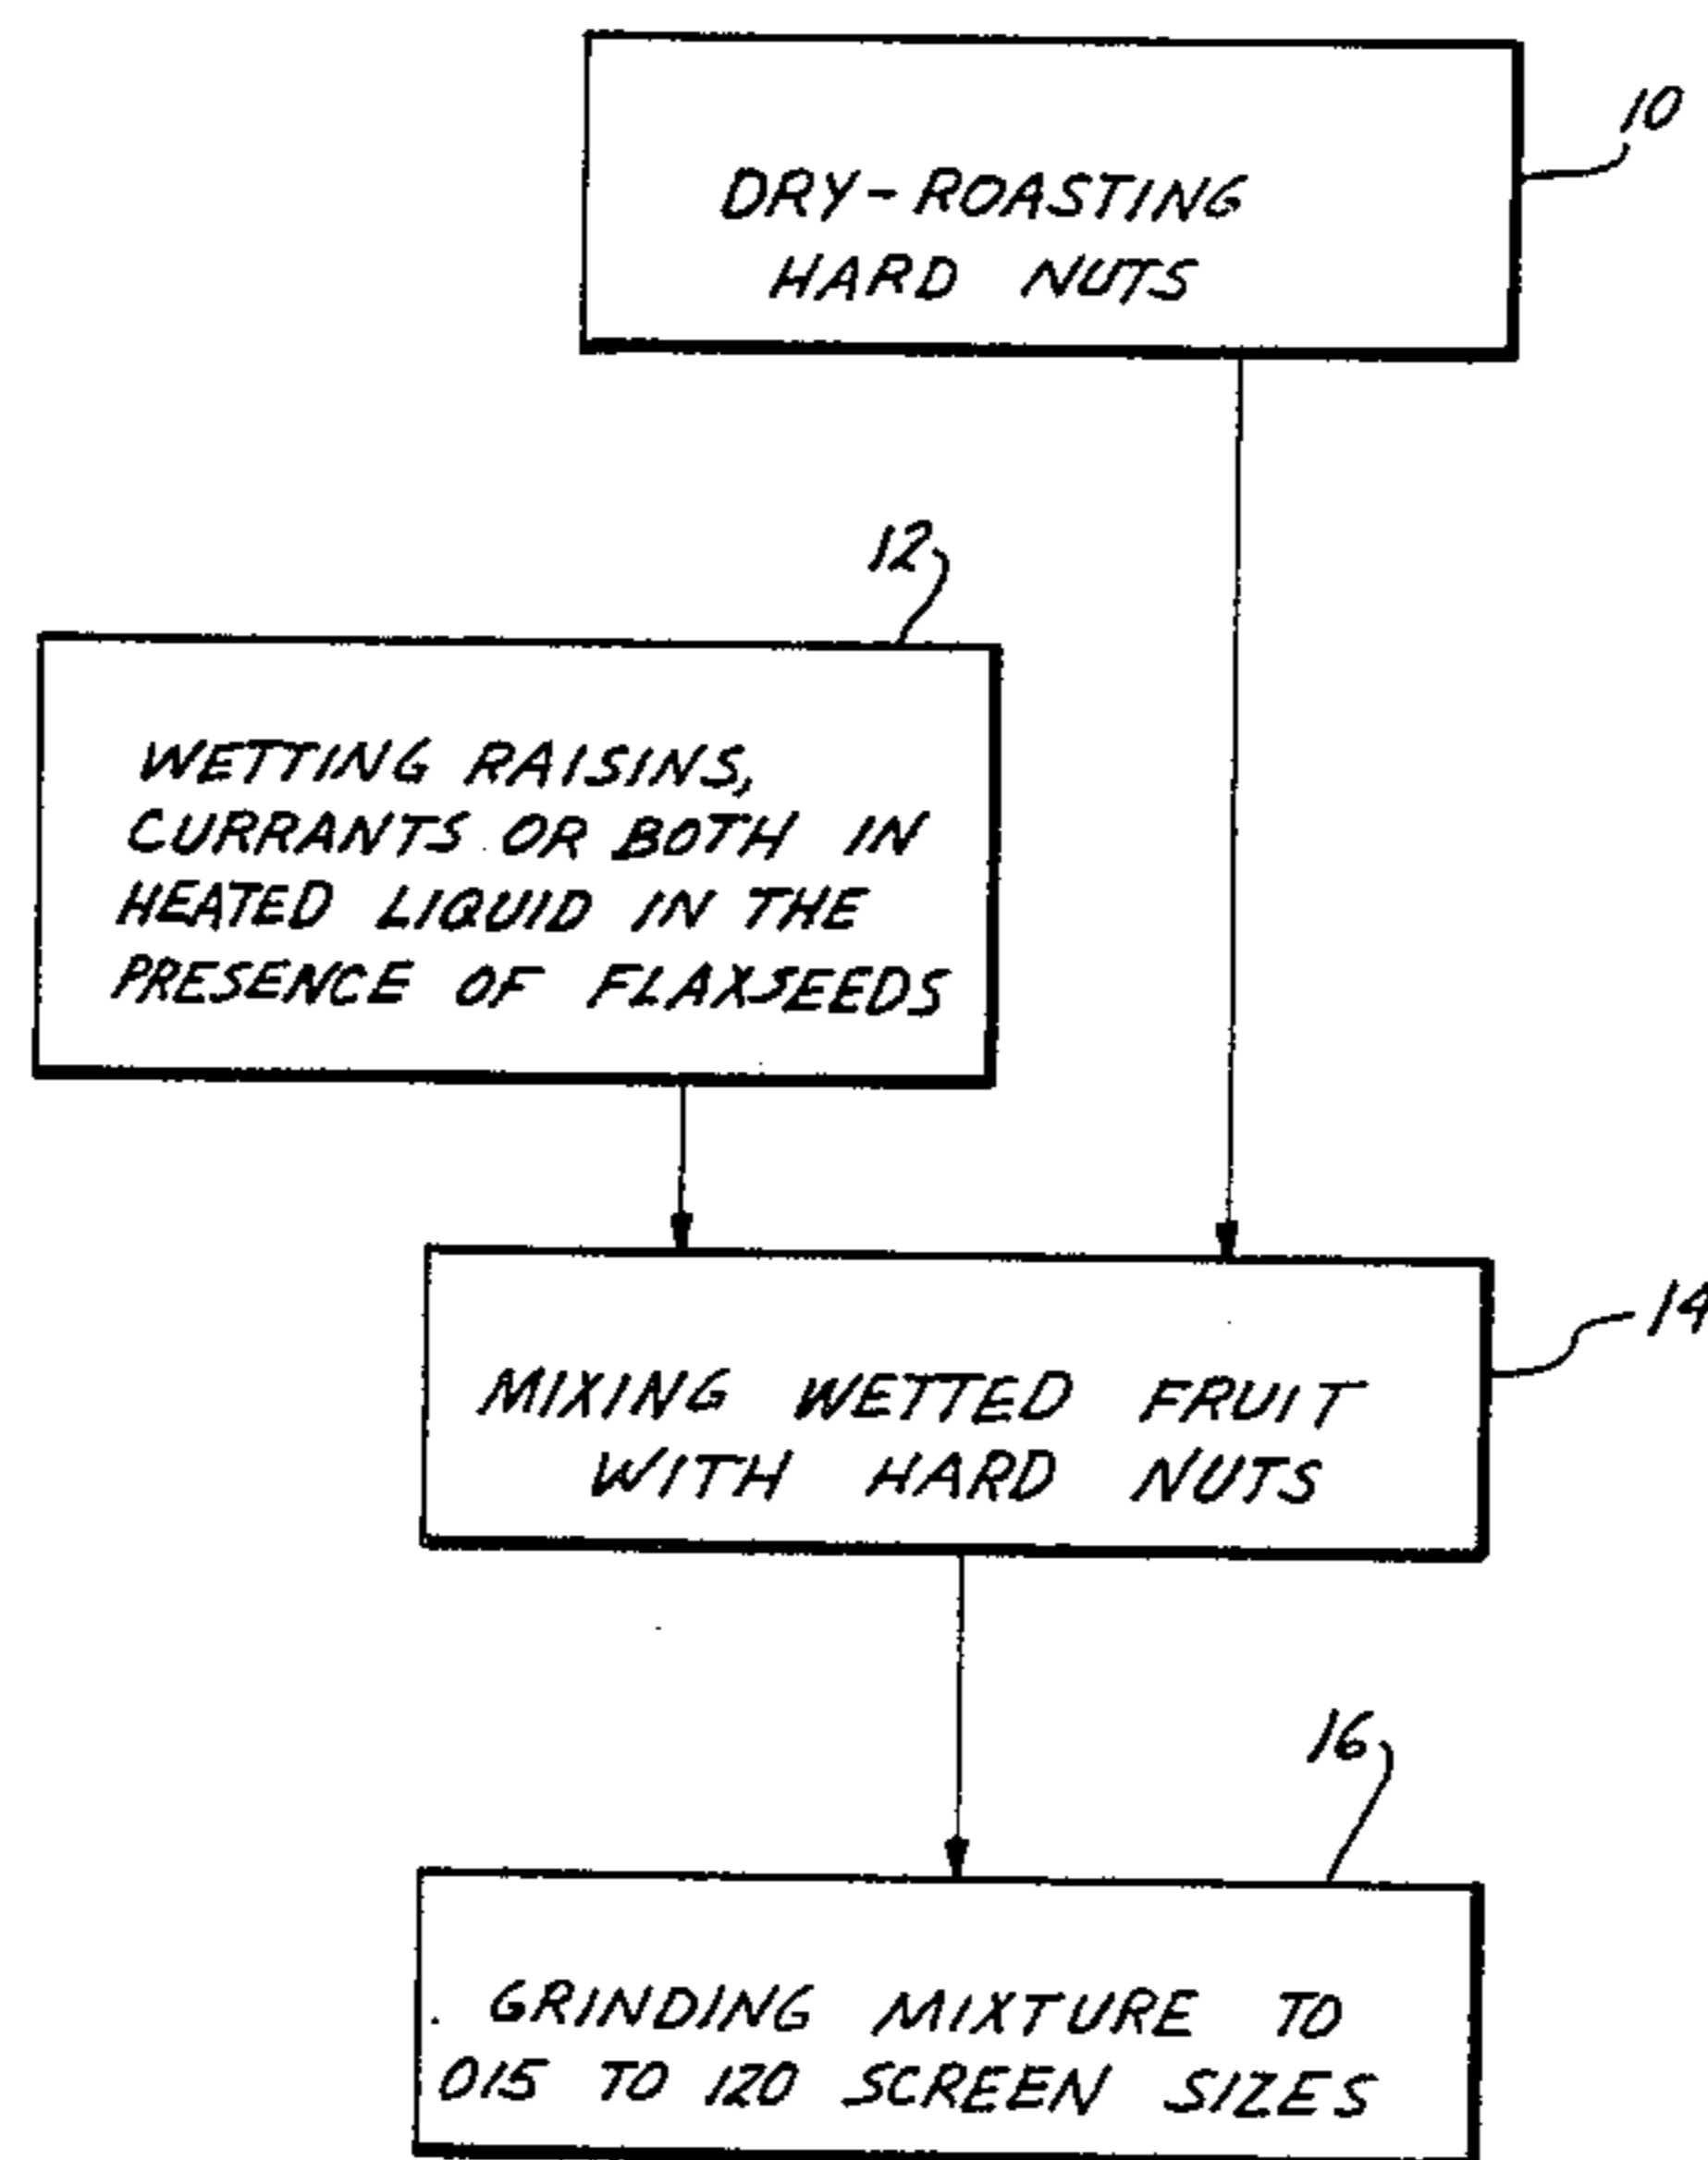 10
DRY-ROASTING
HARD NUTS
12
WETTING RAISINS,
CURRANTS OR BOTH IN
HEATED LIQUID IN THE
PRESENCE OF FLAXSEEDS
14
MIXING WETTED FRUIT
WITH HARD NUTS
16
GRINDING MIXTURE TO
015 TO 120 SCREEN SIZES